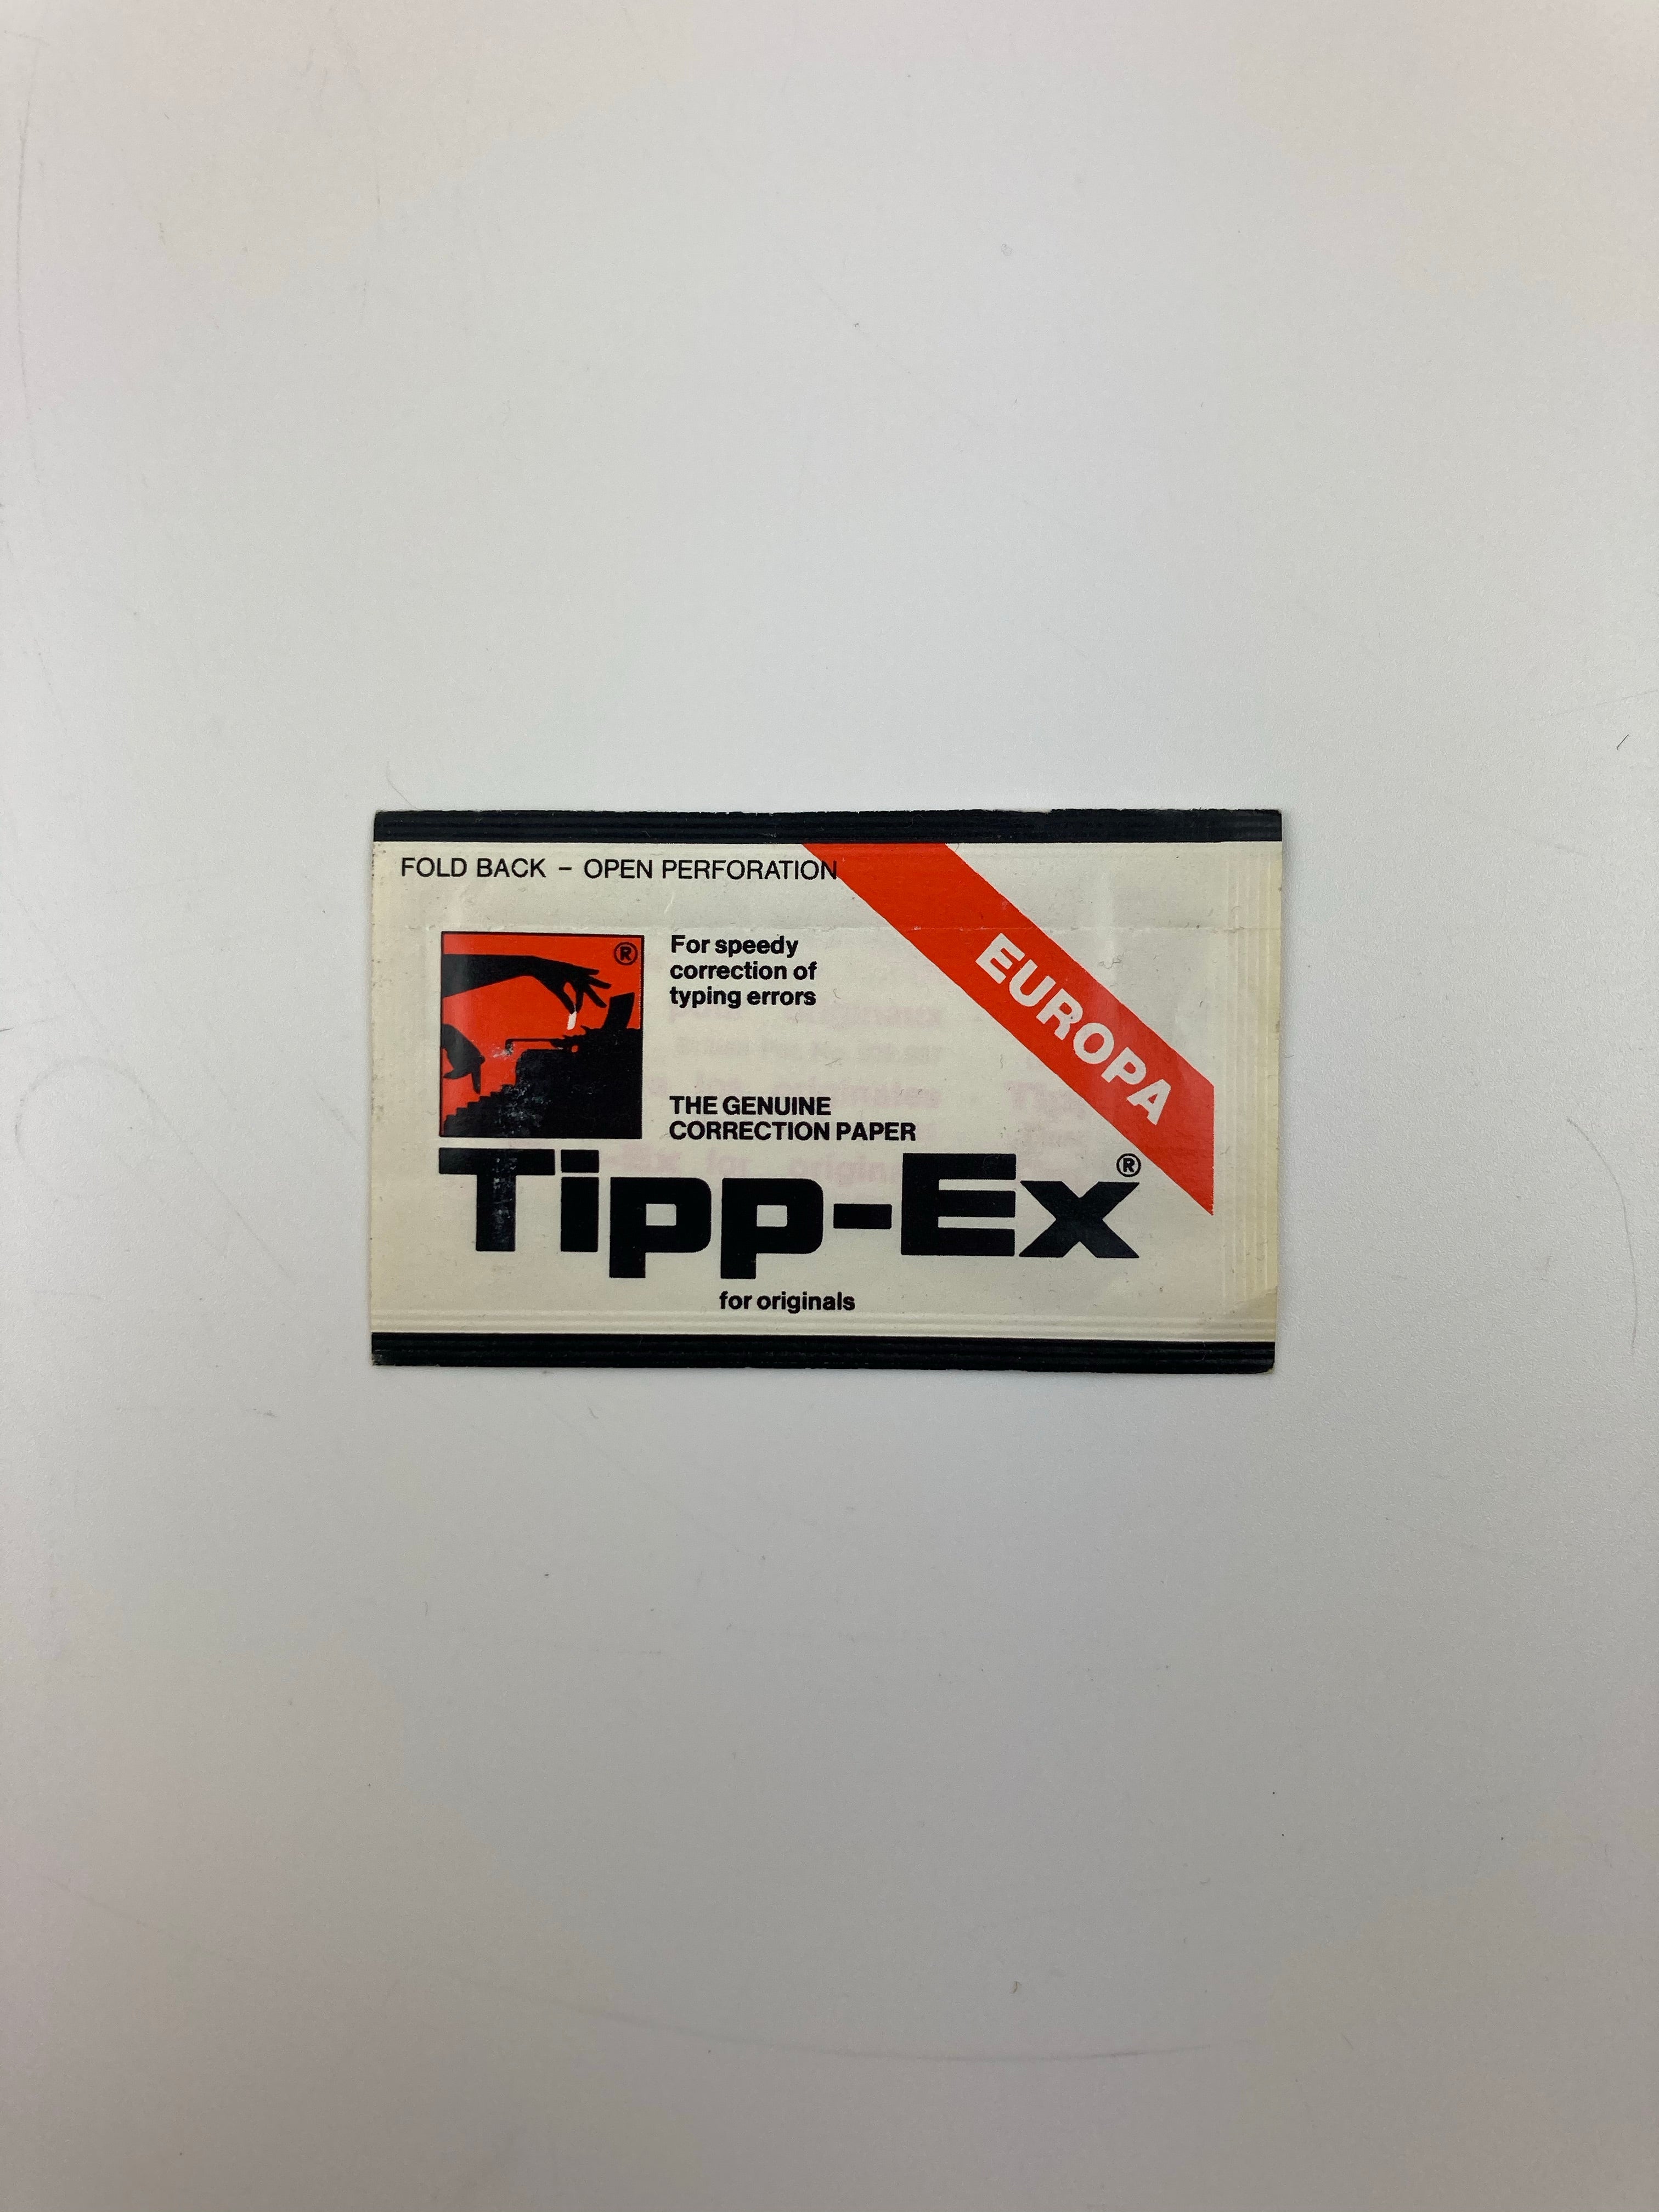 FOLD BACK – OPEN PERFORATION
®
For speedy
correction of
typing errors
EUROPA
THE GENUINE
CORRECTION PAPER
Tipp-Ex®
for originals